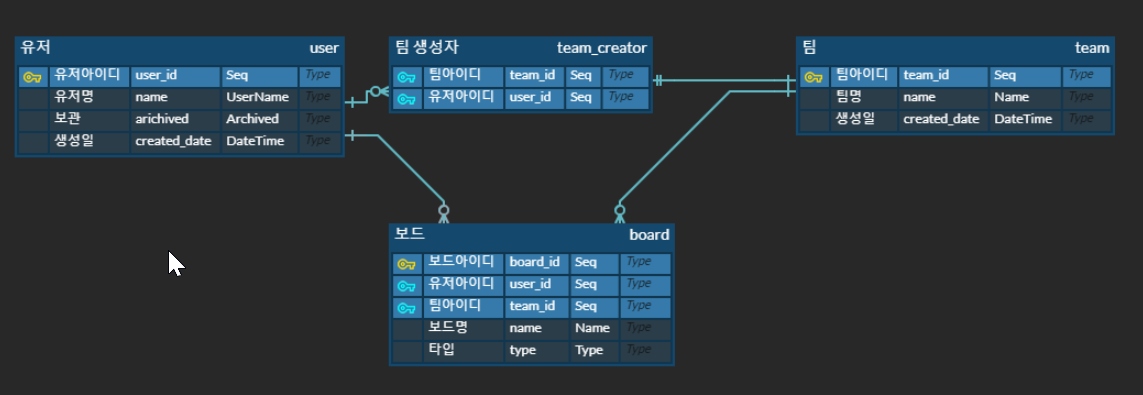 유저 user
유저아이디 user_id Seq Type
유저명 name UserName Type
보관 arichived Archived Type
생성일 created_date DateTime Type
팀 생성자 team_creator
팀아이디 team_id Seq Type
유저아이디 user_id Seq Type
팀 team
팀아이디 team_id Seq Type
팀명 name Name Type
생성일 created_date DateTime Type
보드 board
보드아이디 board_id Seq Type
유저아이디 user_id Seq Type
팀아이디 team_id Seq Type
보드명 name Name Type
타입 type Type Type